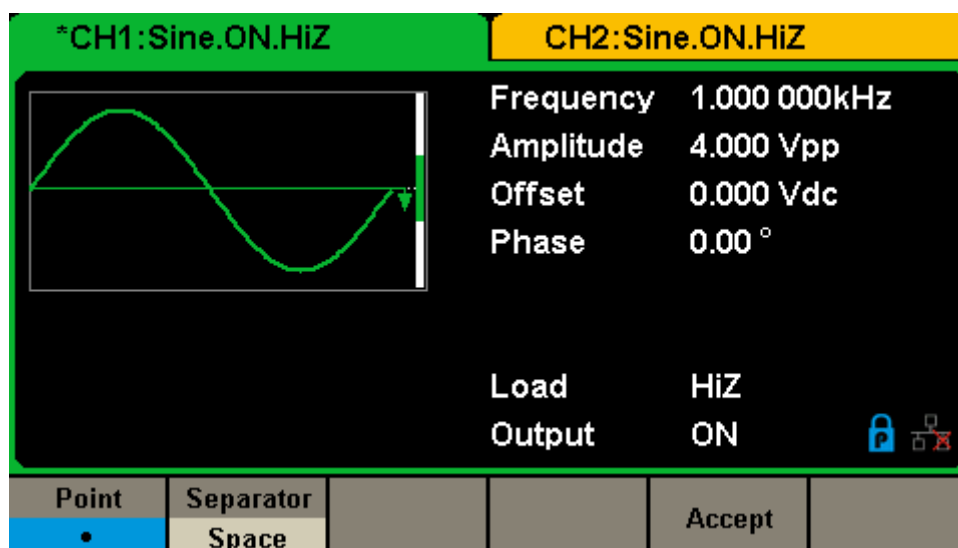 *CH1:Sine.ON.HiZ CH2:Sine.ON.HiZ
Frequency 1.000 000kHz
Amplitude 4.000 Vpp
Offset 0.000 Vdc
Phase 0.00 °
Load HiZ
Output ON
P
Point Separator Accept
• Space